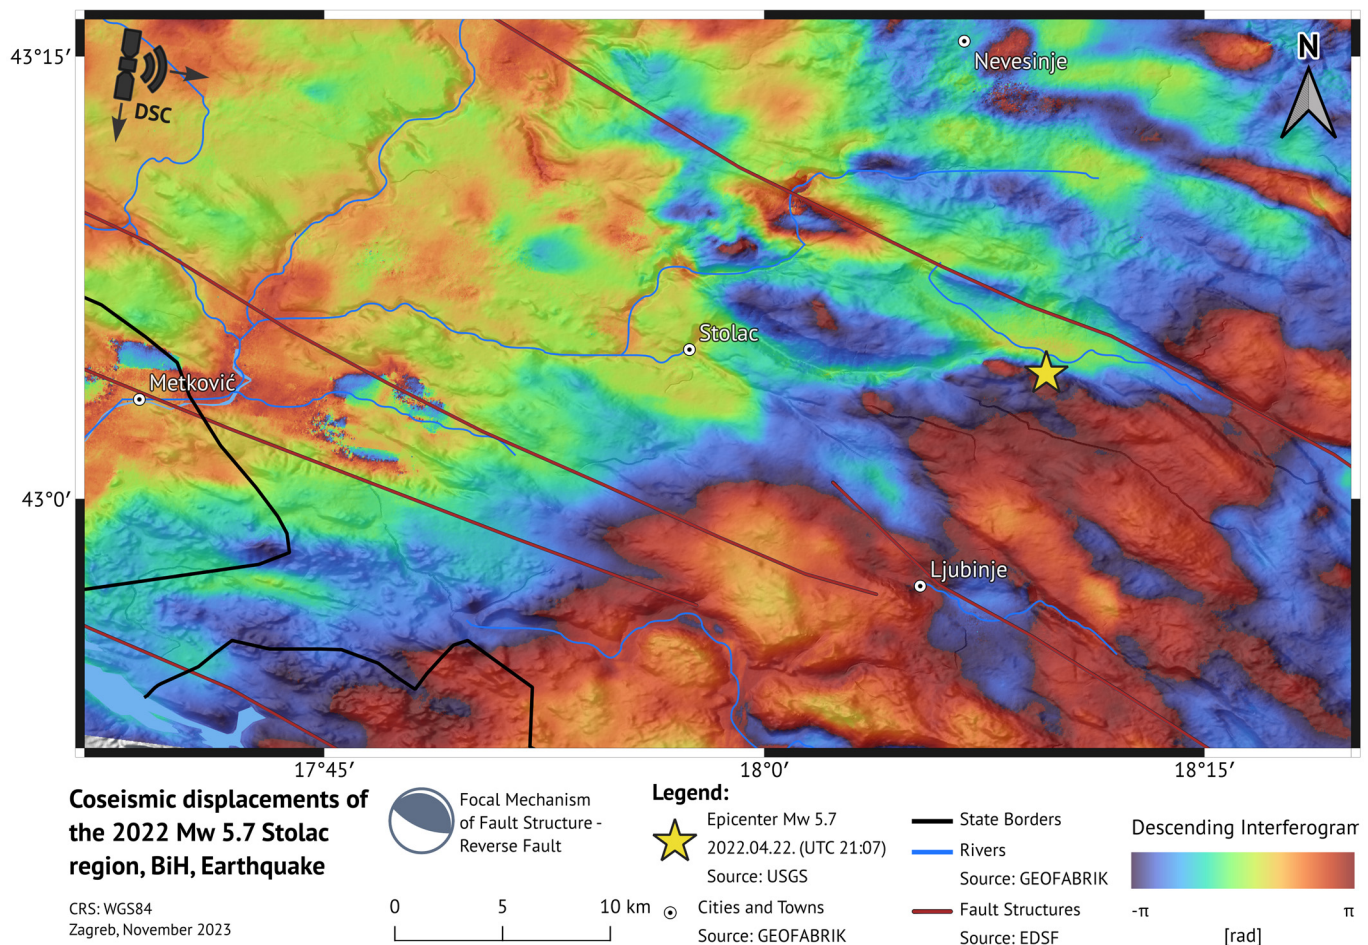 43°15′
DSC
Nevesinje
N
Stolac
Metković
43°0′
Ljubinje
17°45′
18°0′
18°15′
Coseismic displacements of
the 2022 Mw 5.7 Stolac
region, BiH, Earthquake
CRS: WGS84
Zagreb, November 2023
Focal Mechanism
of Fault Structure -
Reverse Fault
0 5 10 km
Legend:
Epicenter Mw 5.7
2022.04.22. (UTC 21:07)
Source: USGS
Cities and Towns
Source: GEOFABRIK
State Borders
Rivers
Source: GEOFABRIK
Fault Structures
Source: EDSF
Descending Interferogram
-π π
[rad]